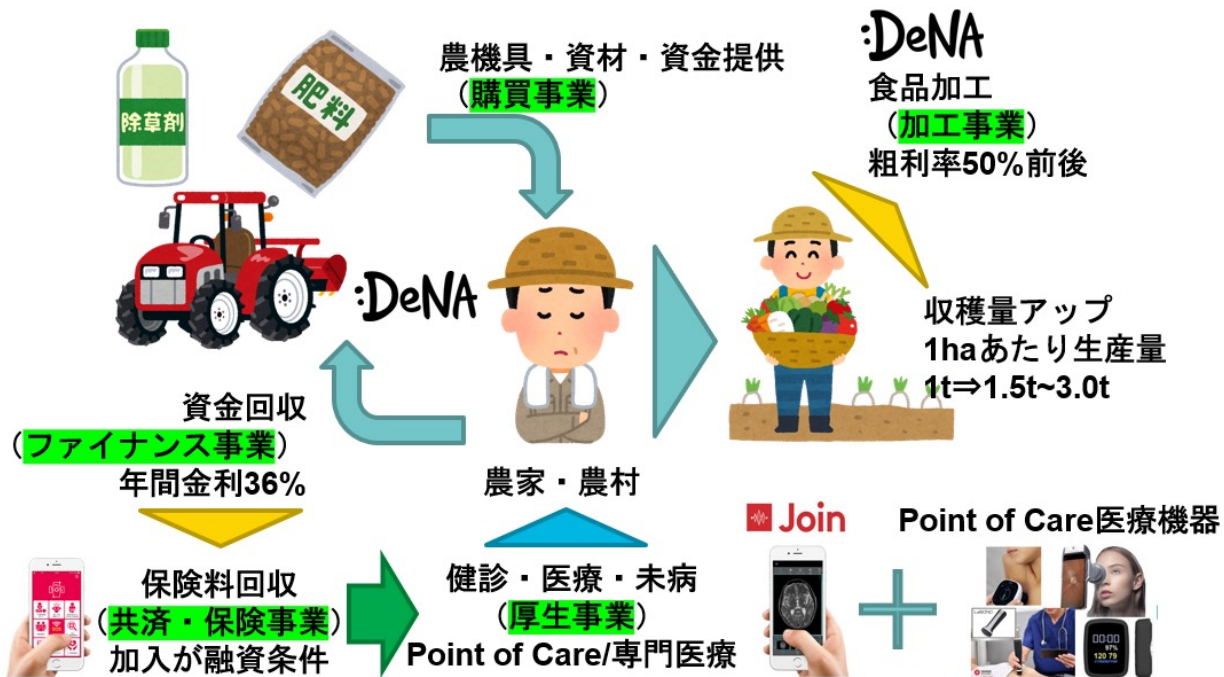 農機具・資材・資金提供
（購買事業）
除草剤
肥料
:DeNA
食品加工
（加工事業）
粗利率50%前後
:DeNA
収穫量アップ
1haあたり生産量
1t⇒1.5t~3.0t
資金回収
（ファイナンス事業）
年間金利36%
農家・農村
保険料回収
（共済・保険事業）
加入が融資条件
健診・医療・未病
（厚生事業）
Point of Care/専門医療
Join
Point of Care医療機器
SOS
00:00
97%
120 79